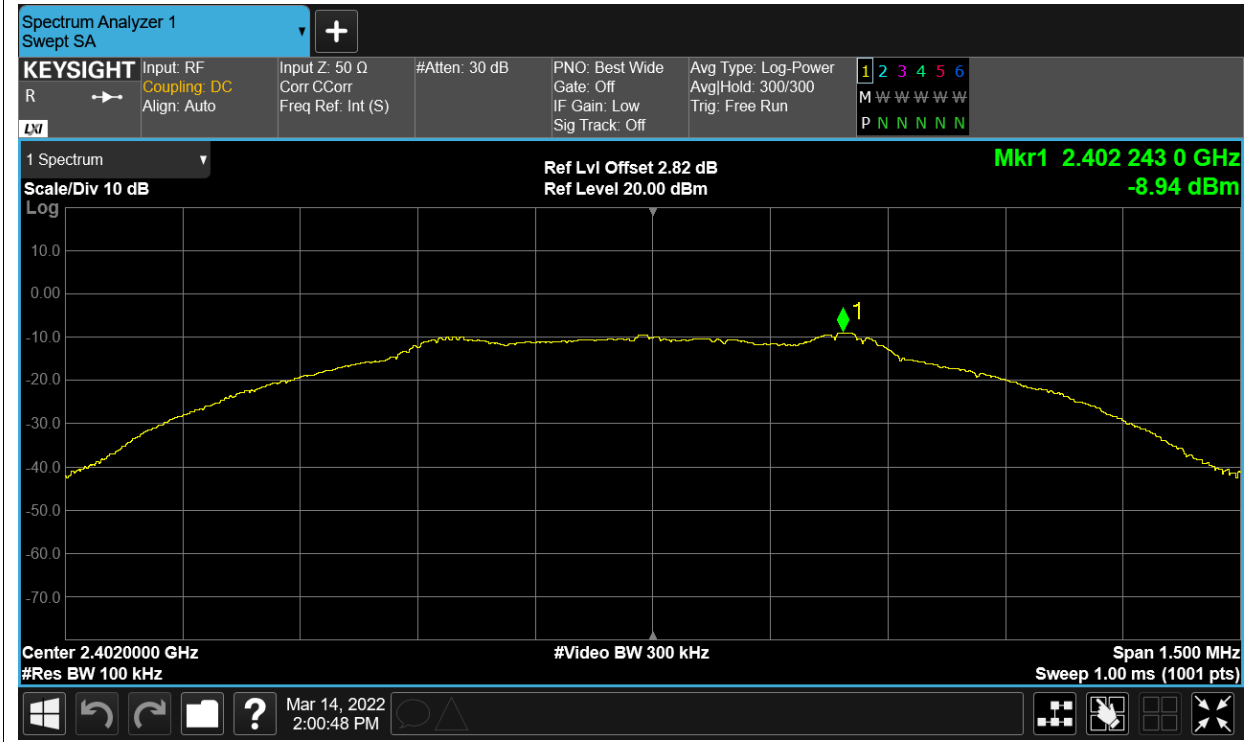 Spectrum Analyzer 1
Swept SA
+
KEYSIGHT
R
LXI
Input: RF
Coupling: DC
Align: Auto
Input Z: 50 Ω
Corr CCorr
Freq Ref: Int (S)
#Atten: 30 dB
PNO: Best Wide
Gate: Off
IF Gain: Low
Sig Track: Off
Avg Type: Log-Power
Avg|Hold: 300/300
Trig: Free Run
1 2 3 4 5 6
M W W W W W
P N N N N N
1 Spectrum
Scale/Div 10 dB
Log
Ref Lvl Offset 2.82 dB
Ref Level 20.00 dBm
Mkr1 2.402 243 0 GHz
-8.94 dBm
10.0
0.00
-10.0
-20.0
-30.0
-40.0
-50.0
-60.0
-70.0
1
Center 2.4020000 GHz
#Res BW 100 kHz
#Video BW 300 kHz
Span 1.500 MHz
Sweep 1.00 ms (1001 pts)
?
Mar 14, 2022
2:00:48 PM